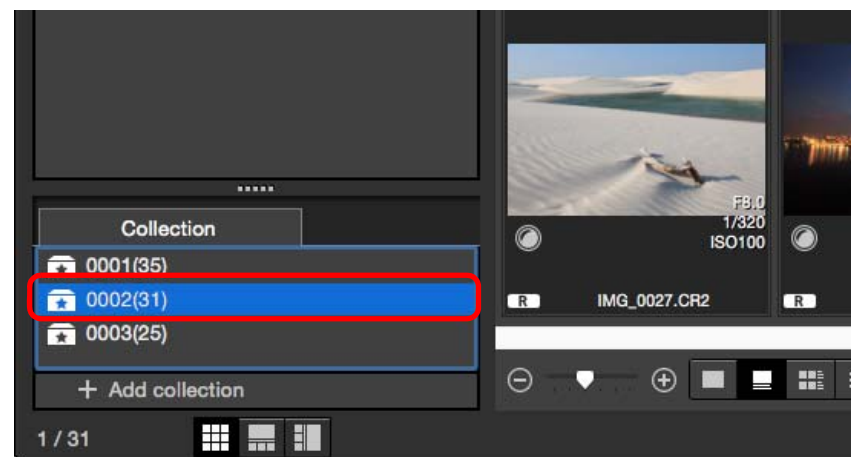 Collection
0001(35)
0002(31)
0003(25)
+ Add collection
1 / 31
F8.0
1/320
ISO100
R
IMG_0027.CR2
R